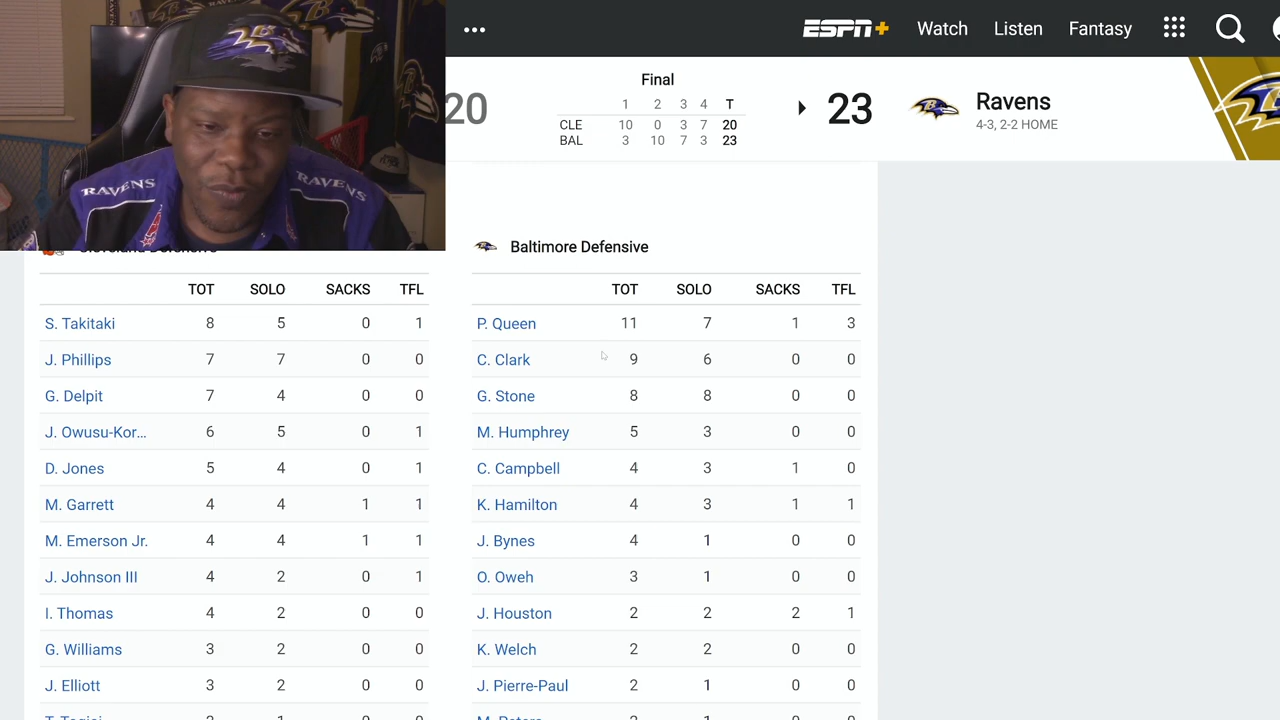 •••
ESPN+ Watch Listen Fantasy
Final
20
1 2 3 4 T
CLE 10 0 3 7 20
BAL 3 10 7 3 23
23
Ravens
4-3, 2-2 HOME
RAVENS
RAVENS
Cleveland Defensive
TOT SOLO SACKS TFL
S. Takitaki 8 5 0 1
J. Phillips 7 7 0 0
G. Delpit 7 4 0 0
J. Owusu-Kor... 6 5 0 1
D. Jones 5 4 0 1
M. Garrett 4 4 1 1
M. Emerson Jr. 4 4 1 1
J. Johnson III 4 2 0 1
I. Thomas 4 2 0 0
G. Williams 3 2 0 0
J. Elliott 3 2 0 0
Baltimore Defensive
TOT SOLO SACKS TFL
P. Queen 11 7 1 3
C. Clark 9 6 0 0
G. Stone 8 8 0 0
M. Humphrey 5 3 0 0
C. Campbell 4 3 1 0
K. Hamilton 4 3 1 1
J. Bynes 4 1 0 0
O. Oweh 3 1 0 0
J. Houston 2 2 2 1
K. Welch 2 2 0 0
J. Pierre-Paul 2 1 0 0